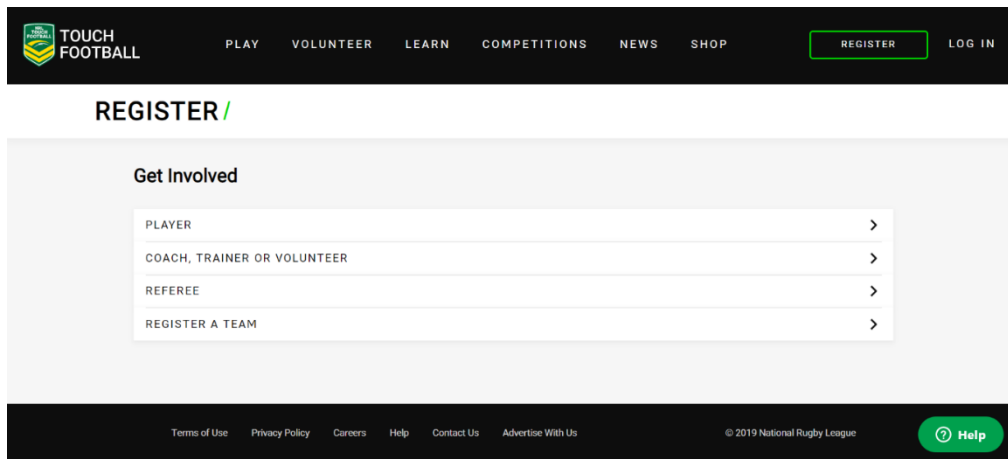 TOUCH
FOOTBALL
PLAY VOLUNTEER LEARN COMPETITIONS NEWS SHOP REGISTER LOG IN
REGISTER /
Get Involved
PLAYER
COACH, TRAINER OR VOLUNTEER
REFEREE
REGISTER A TEAM
Terms of Use Privacy Policy Careers Help Contact Us Advertise With Us © 2019 National Rugby League
Help